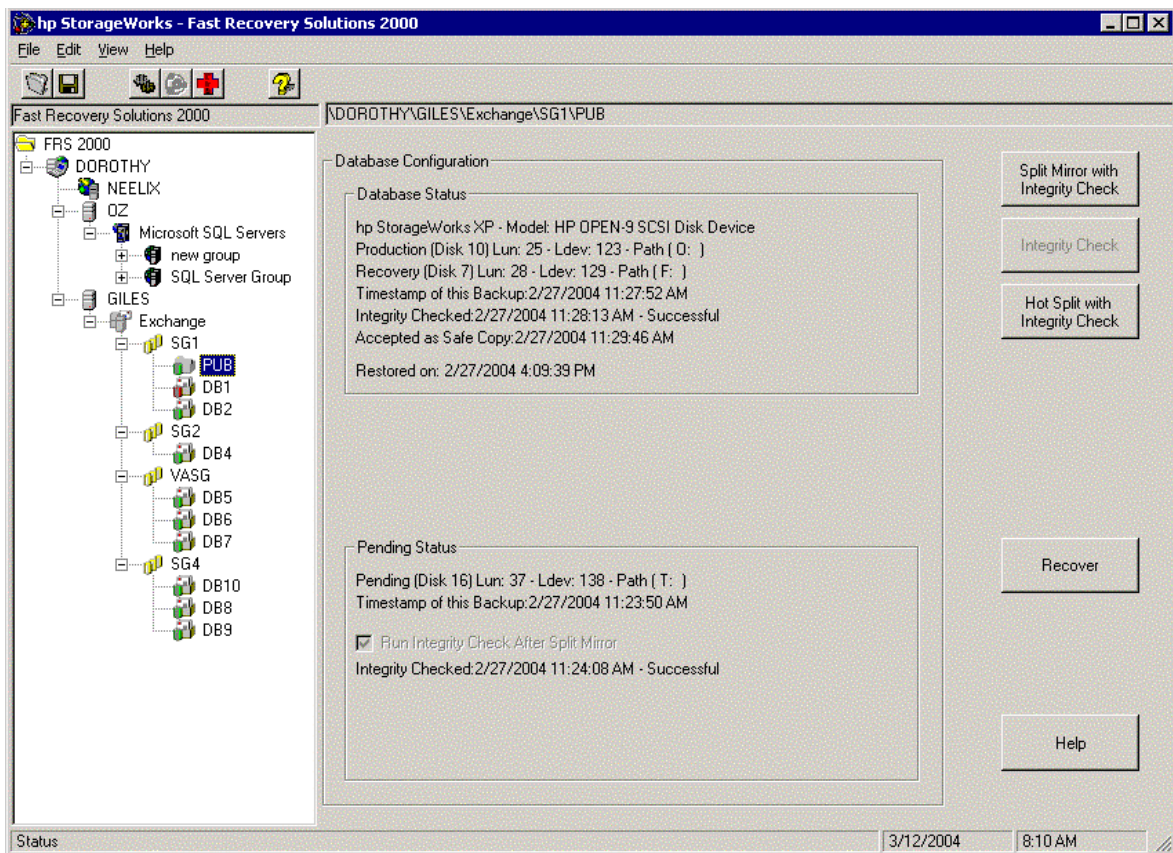 hp StorageWorks - Fast Recovery Solutions 2000
File Edit View Help
Fast Recovery Solutions 2000
\DOROTHY\GILES\Exchange\SG1\PUB
FRS 2000
DOROTHY
NEELIX
OZ
Microsoft SQL Servers
new group
SQL Server Group
GILES
Exchange
SG1
PUB
DB1
DB2
SG2
DB4
VASG
DB5
DB6
DB7
SG4
DB10
DB8
DB9
Database Configuration
Database Status
hp StorageWorks XP - Model: HP OPEN-9 SCSI Disk Device
Production (Disk 10) Lun: 25 - Ldev: 123 - Path ( O: )
Recovery (Disk 7) Lun: 28 - Ldev: 129 - Path ( F: )
Timestamp of this Backup:2/27/2004 11:27:52 AM
Integrity Checked:2/27/2004 11:28:13 AM - Successful
Accepted as Safe Copy:2/27/2004 11:29:46 AM
Restored on: 2/27/2004 4:09:39 PM
Pending Status
Pending (Disk 16) Lun: 37 - Ldev: 138 - Path ( T: )
Timestamp of this Backup:2/27/2004 11:23:50 AM
Run Integrity Check After Split Mirror
Integrity Checked:2/27/2004 11:24:08 AM - Successful
Split Mirror with
Integrity Check
Integrity Check
Hot Split with
Integrity Check
Recover
Help
Status
3/12/2004
8:10 AM